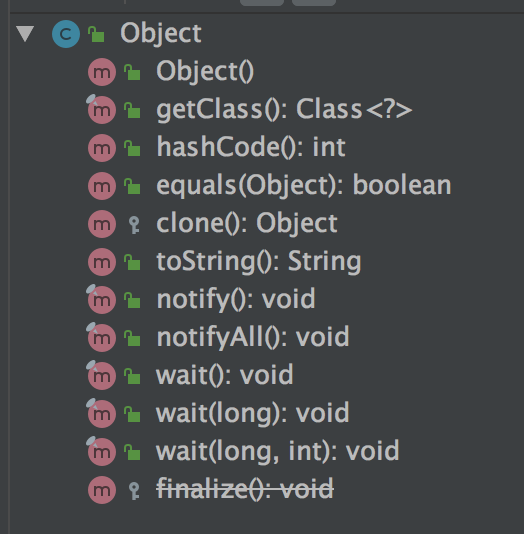 C Object
m Object()
m getClass(): Class<?>
m hashCode(): int
m equals(Object): boolean
m clone(): Object
m toString(): String
m notify(): void
m notifyAll(): void
m wait(): void
m wait(long): void
m wait(long, int): void
m finalize(): void